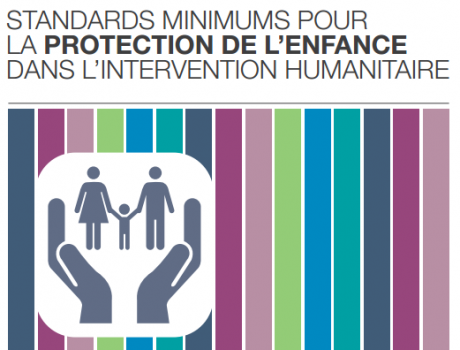 STANDARDS MINIMUMS POUR
LA PROTECTION DE L'ENFANCE
DANS L'INTERVENTION HUMANITAIRE